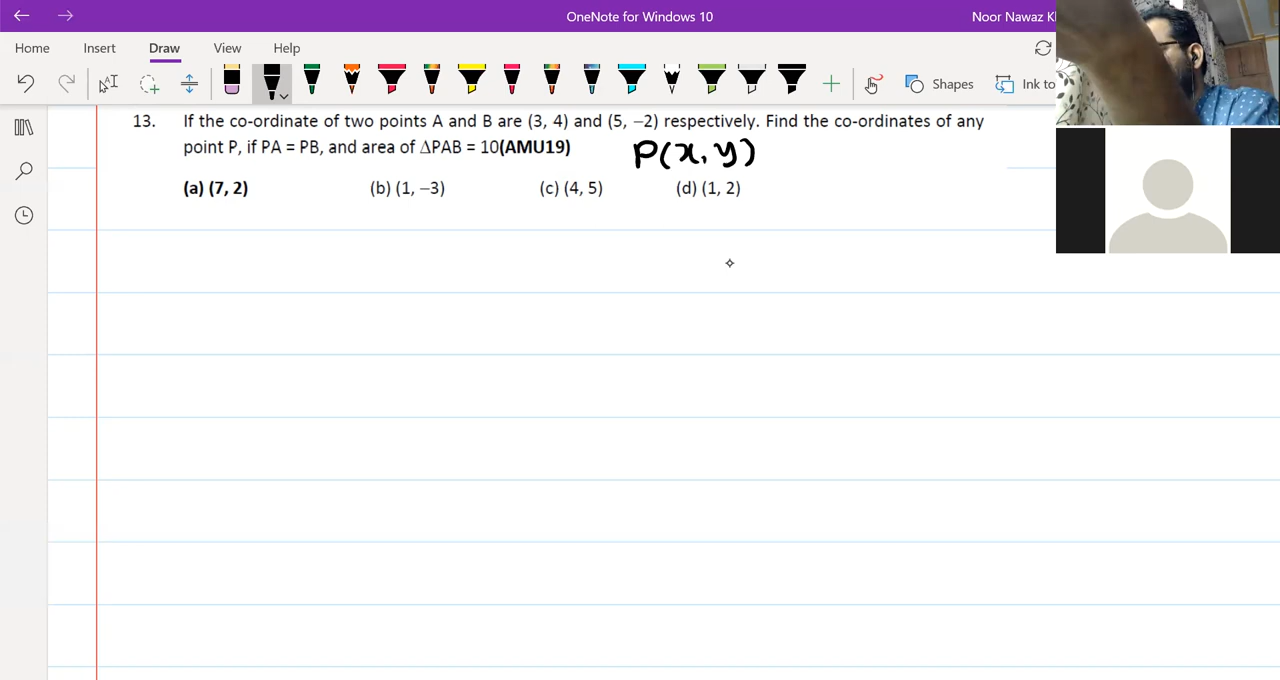 OneNote for Windows 10
Noor Nawaz
Home Insert Draw View Help
Shapes Ink to
13. If the co-ordinate of two points A and B are (3, 4) and (5, −2) respectively. Find the co-ordinates of any
point P, if PA = PB, and area of ΔPAB = 10(AMU19) P(x, y)
(a) (7, 2) (b) (1, −3) (c) (4, 5) (d) (1, 2)